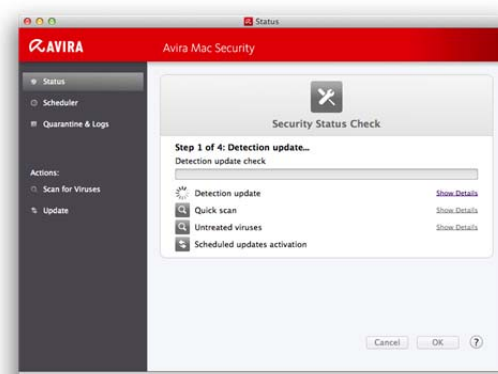 Status
AVIRA
Avira Mac Security
Status
Scheduler
Quarantine & Logs
Actions:
Scan for Viruses
Update
Security Status Check
Step 1 of 4: Detection update...
Detection update check
Detection update Show Details
Quick scan Show Details
Untreated viruses Show Details
Scheduled updates activation
Cancel OK ?